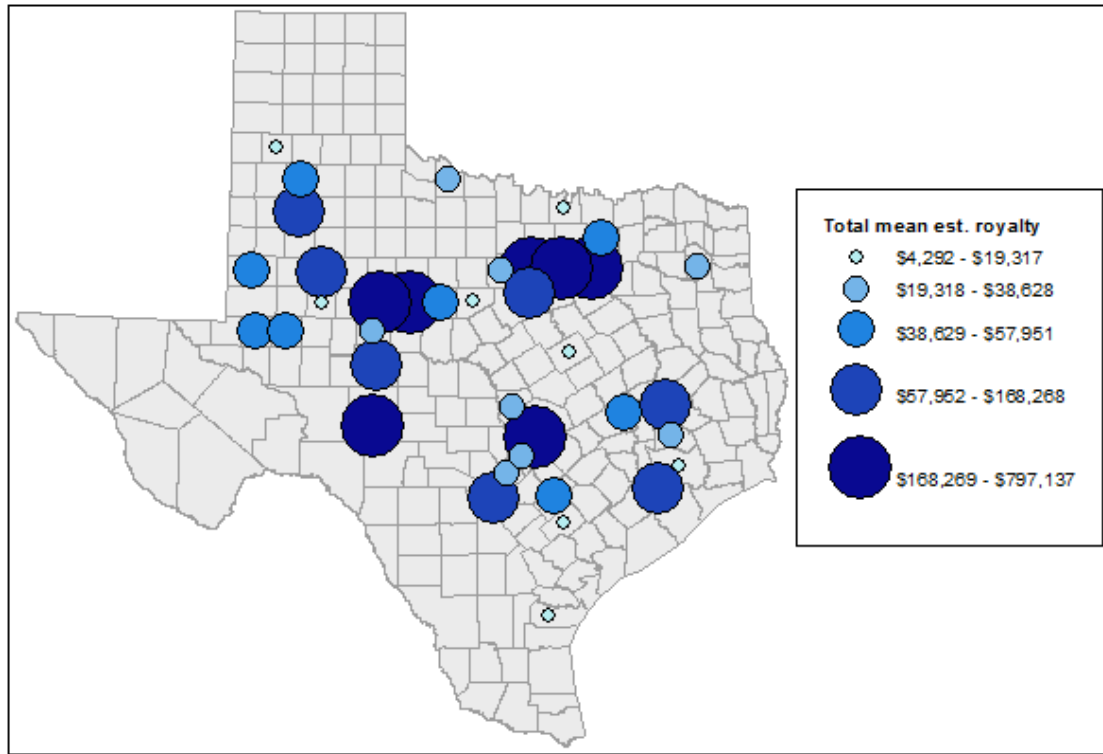 Total mean est. royalty
$4,292 - $19,317
$19,318 - $38,628
$38,629 - $57,951
$57,952 - $168,268
$168,269 - $797,137